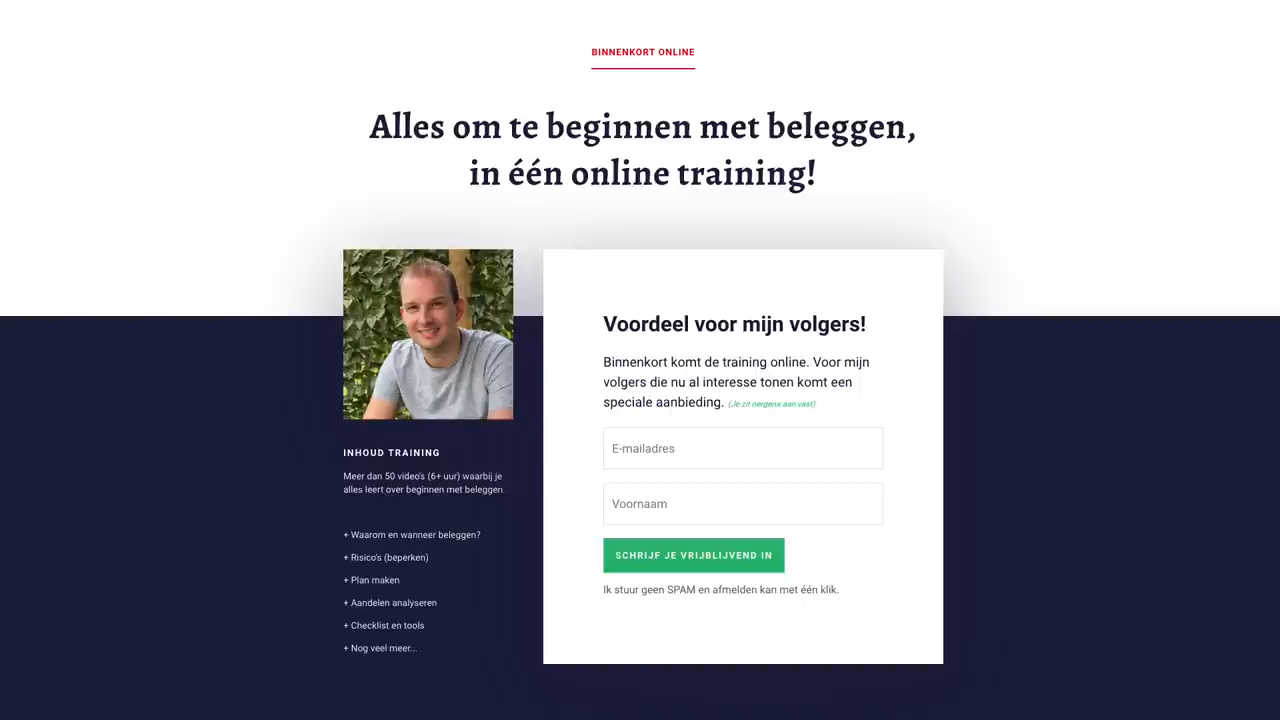 BINNENKORT ONLINE
Alles om te beginnen met beleggen,
in één online training!
Voordeel voor mijn volgers!
Binnenkort komt de training online. Voor mijn
volgers die nu al interesse tonen komt een
speciale aanbieding. (Je zit nergens aan vast)
E-mailadres
Voornaam
SCHRIJF JE VRIJBLIJVEND IN
Ik stuur geen SPAM en afmelden kan met één klik.
INHOUD TRAINING
Meer dan 50 video's (6+ uur) waarbij je
alles leert over beginnen met beleggen.
+ Waarom en wanneer beleggen?
+ Risico's (beperken)
+ Plan maken
+ Aandelen analyseren
+ Checklist en tools
+ Nog veel meer...